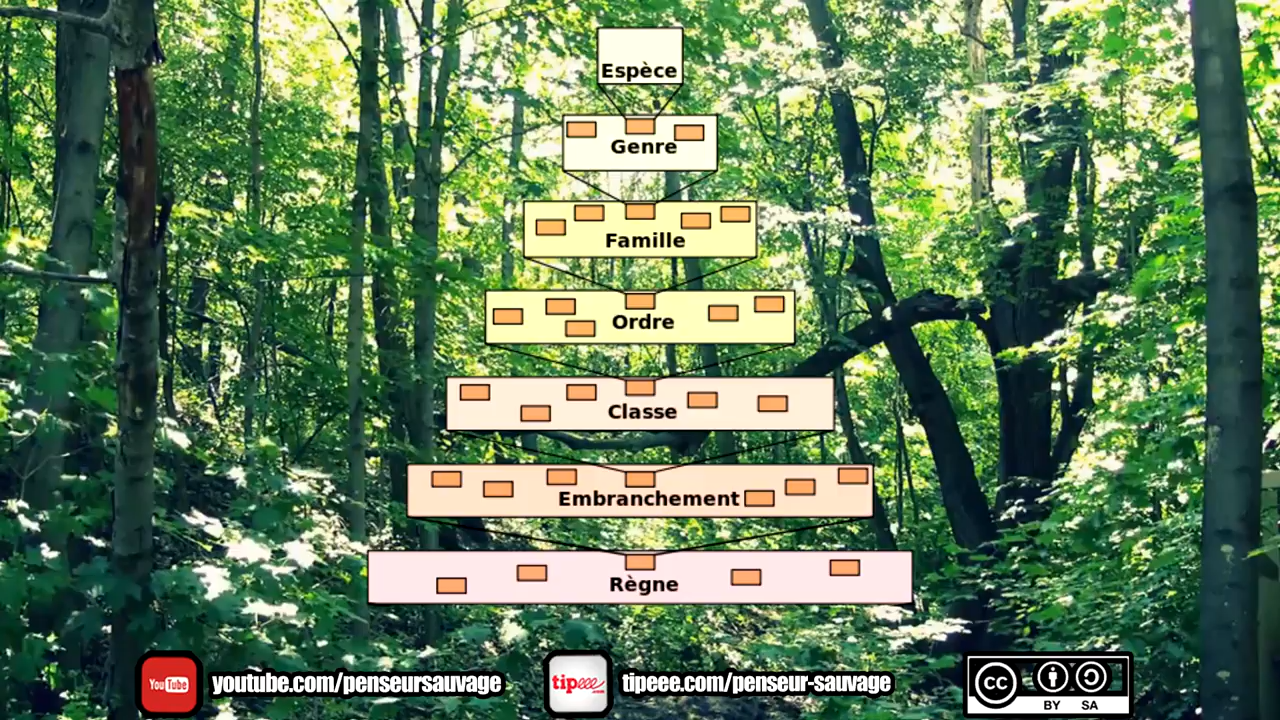 Espèce
Genre
Famille
Ordre
Classe
Embranchement
Règne
YouTube youtube.com/penseursauvage tipeee.com tipeee.com/penseur-sauvage cc
BY SA